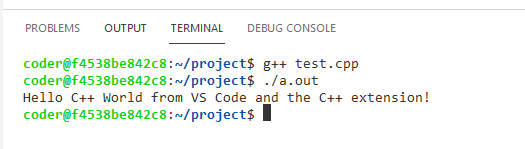 PROBLEMS OUTPUT TERMINAL DEBUG CONSOLE
coder@f4538be842c8:~/project$ g++ test.cpp
coder@f4538be842c8:~/project$ ./a.out
Hello C++ World from VS Code and the C++ extension!
coder@f4538be842c8:~/project$